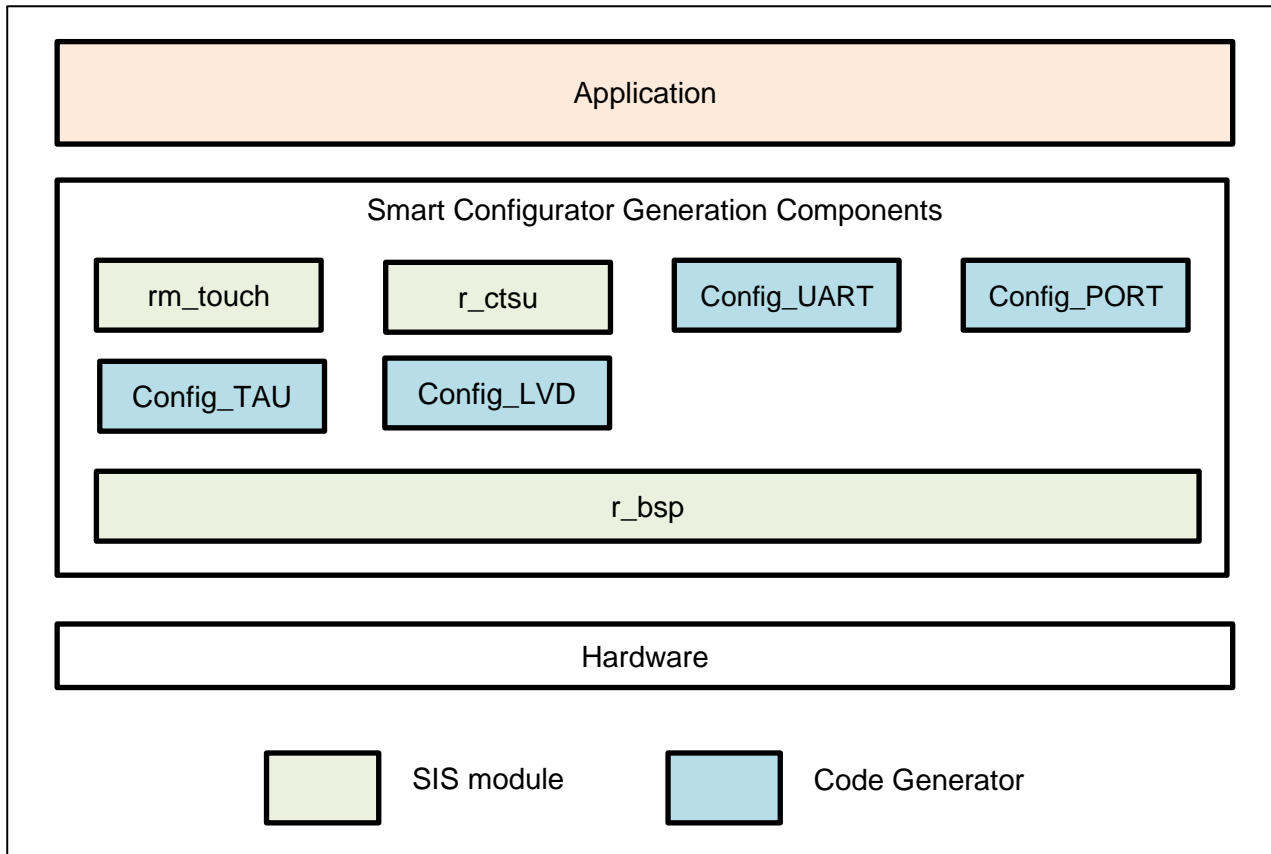 Application
Smart Configurator Generation Components
rm_touch
r_ctsu
Config_UART
Config_PORT
Config_TAU
Config_LVD
r_bsp
Hardware
SIS module
Code Generator